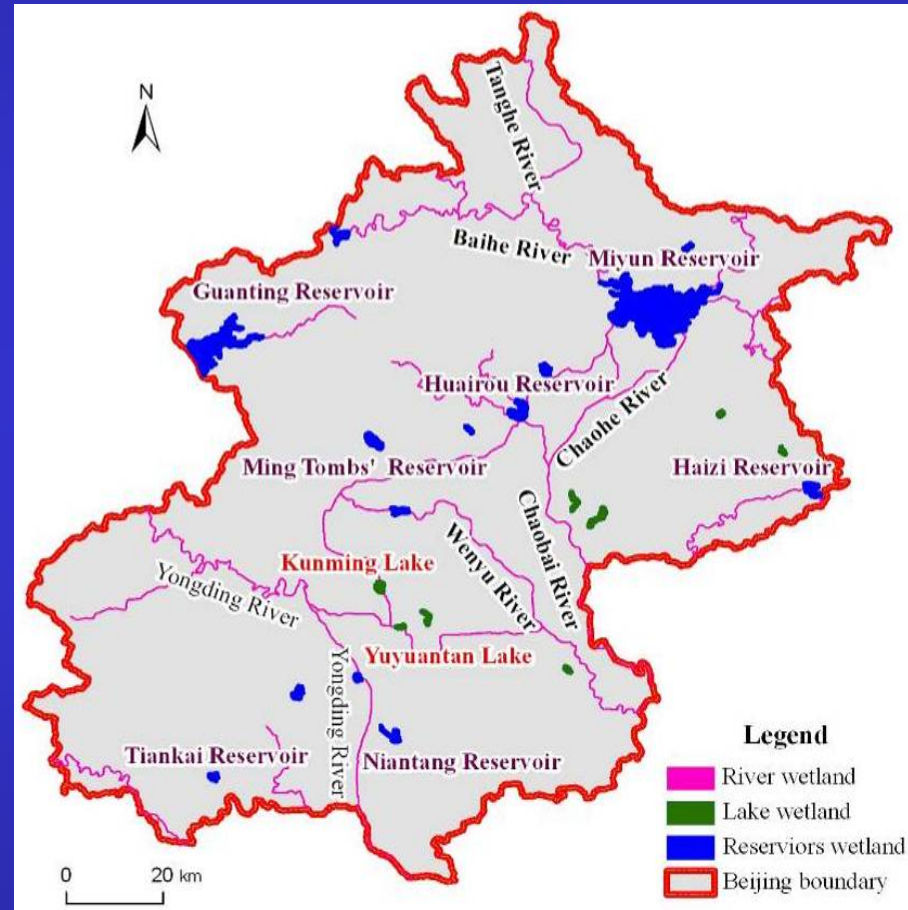 N
Tanghe River
Baihe River
Miyun Reservoir
Guanting Reservoir
Huairou Reservoir
Chaohe River
Ming Tombs' Reservoir
Haizi Reservoir
Chaobai River
Wenyu River
Kunming Lake
Yongding River
Yuyuantan Lake
Yongding River
Tiankai Reservoir
Niantang Reservoir
Legend
River wetland
Lake wetland
Reserviors wetland
Beijing boundary
0 20 km